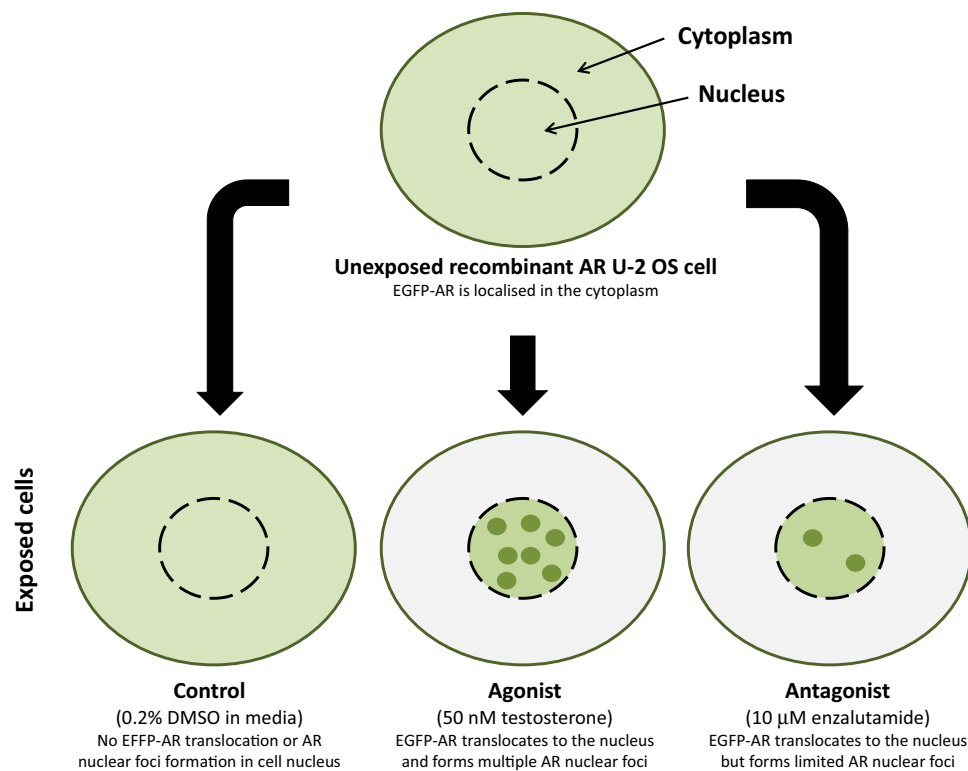 Cytoplasm
Nucleus
Unexposed recombinant AR U-2 OS cell
EGFP-AR is localised in the cytoplasm
Exposed cells
Control
(0.2% DMSO in media)
No EFFP-AR translocation or AR
nuclear foci formation in cell nucleus
Agonist
(50 nM testosterone)
EGFP-AR translocates to the nucleus
and forms multiple AR nuclear foci
Antagonist
(10 µM enzalutamide)
EGFP-AR translocates to the nucleus
but forms limited AR nuclear foci